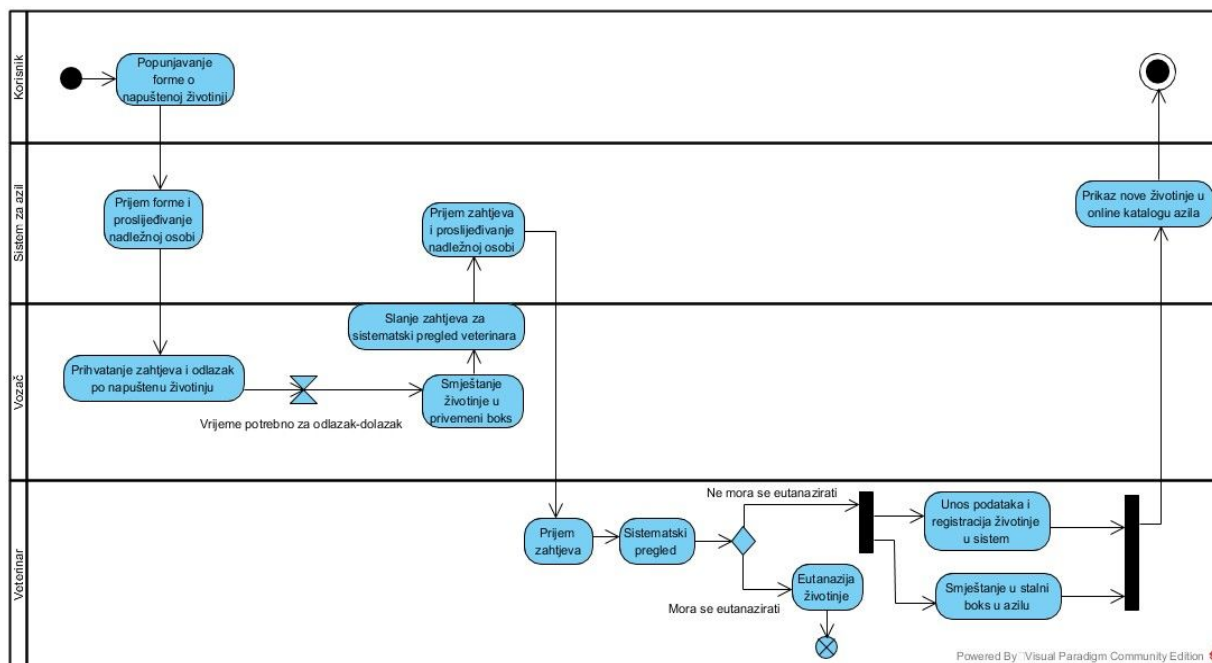 Korisnik
Popunjavanje
forme o
napuštenoj životinji
Sistem za azil
Prijem forme i
proslijeđivanje
nadležnoj osobi
Prijem zahtjeva
i proslijeđivanje
nadležnoj osobi
Prikaz nove životinje u
online katalogu azila
Vozač
Slanje zahtjeva za
sistematski pregled veterinara
Prihvatanje zahtjeva i odlazak
po napuštenu životinju
Vrijeme potrebno za odlazak-dolazak
Smještanje
životinje u
privemeni boks
Veterinar
Prijem
zahtjeva
Sistematski
pregled
Ne mora se eutanazirati
Mora se eutanazirati
Eutanazija
životinje
Unos podataka i
registracija životinje
u sistem
Smještanje u stalni
boks u azilu
Powered By Visual Paradigm Community Edition